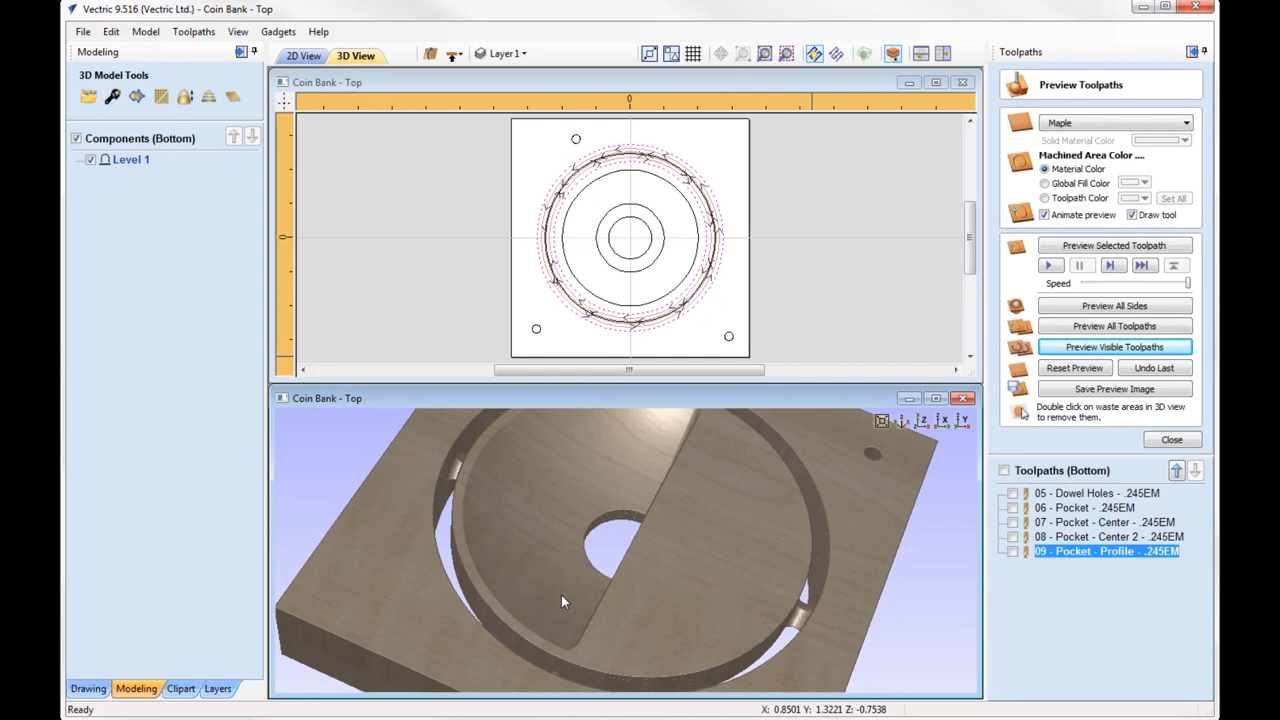 Vectric 9.516 (Vectric Ltd.) - Coin Bank - Top
File Edit Model Toolpaths View Gadgets Help
Modeling
2D View 3D View Layer 1
Toolpaths
3D Model Tools
Components (Bottom)
Level 1
Coin Bank - Top
0
0
Coin Bank - Top
Z X Y
Preview Toolpaths
Maple
Solid Material Color
Machined Area Color ....
Material Color
Global Fill Color
Toolpath Color Set All
Animate preview Draw tool
Preview Selected Toolpath
Speed
Preview All Sides
Preview All Toolpaths
Preview Visible Toolpaths
Reset Preview Undo Last
Save Preview Image
Double click on waste areas in 3D view
to remove them.
Close
Toolpaths (Bottom)
05 - Dowel Holes - .245EM
06 - Pocket - .245EM
07 - Pocket - Center - .245EM
08 - Pocket - Center 2 - .245EM
09 - Pocket - Profile - .245EM
Drawing Modeling Clipart Layers
Ready
X: 0.8501 Y: 1.3221 Z: -0.7538